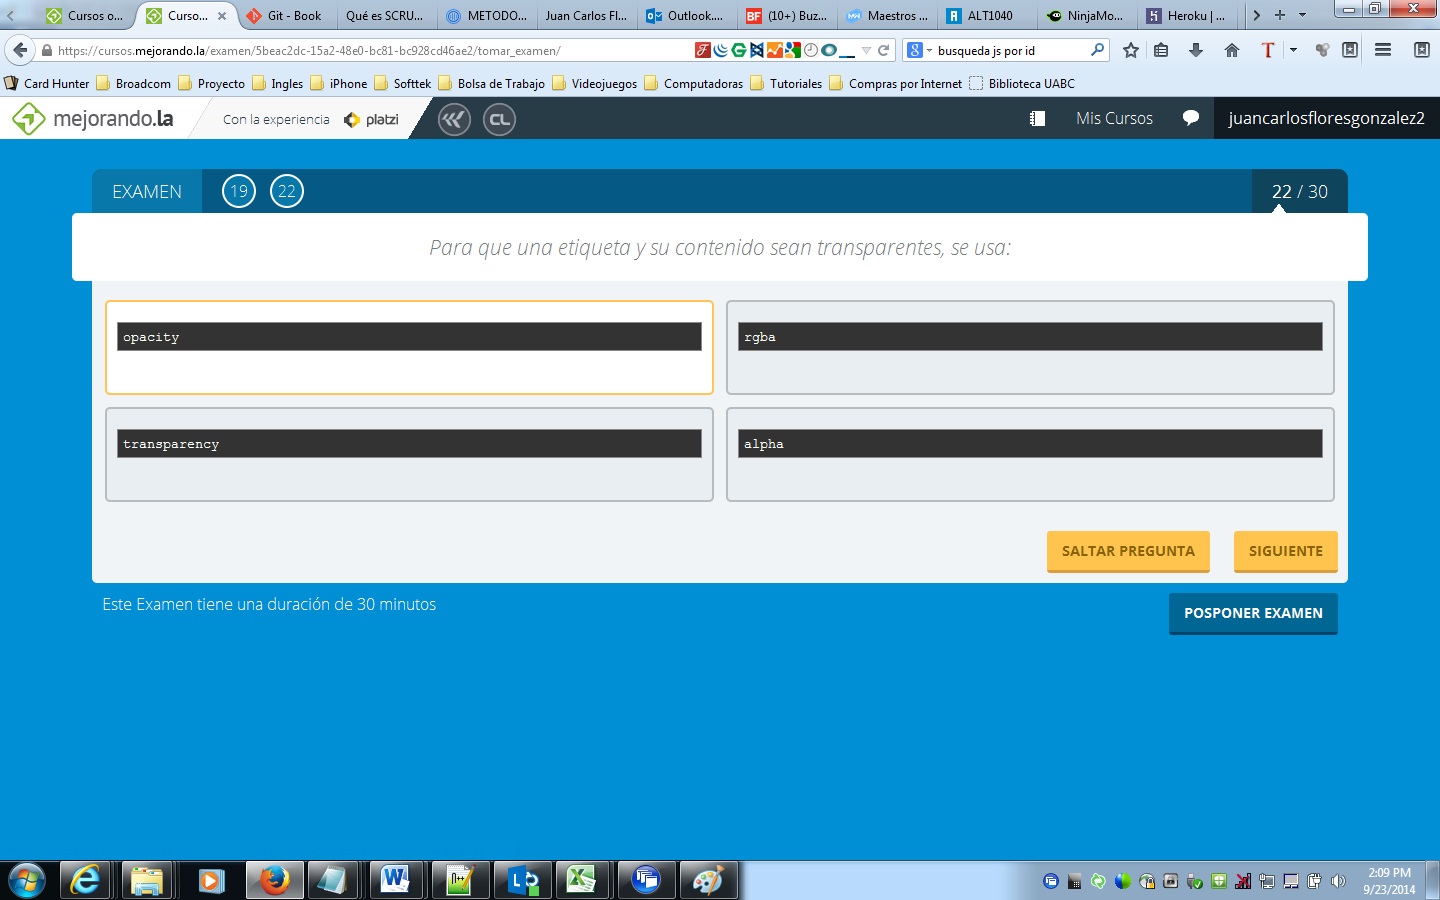 Cursos o...
Curso...
Git - Book
Qué es SCRU...
METODO...
Juan Carlos Fl...
Outlook....
(10+) Buz...
Maestros ...
ALT1040
NinjaMo...
Heroku | ...
https://cursos.mejorando.la/examen/5beac2dc-15a2-48e0-bc81-bc928cd46ae2/tomar_examen/
busqueda js por id
Card Hunter
Broadcom
Proyecto
Ingles
iPhone
Softtek
Bolsa de Trabajo
Videojuegos
Computadoras
Tutoriales
Compras por Internet
Biblioteca UABC
mejorando.la
Con la experiencia
platzi
CL
Mis Cursos
juancarlosfloresgonzalez2
EXAMEN
19
22
22 / 30
Para que una etiqueta y su contenido sean transparentes, se usa:
opacity
rgba
transparency
alpha
SALTAR PREGUNTA
SIGUIENTE
Este Examen tiene una duración de 30 minutos
POSPONER EXAMEN
2:09 PM
9/23/2014